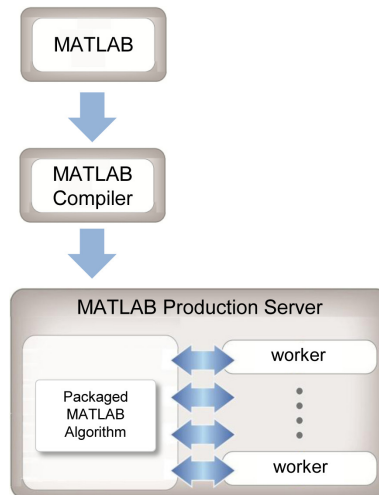 MATLAB
MATLAB
Compiler
MATLAB Production Server
worker
Packaged
MATLAB
Algorithm
worker